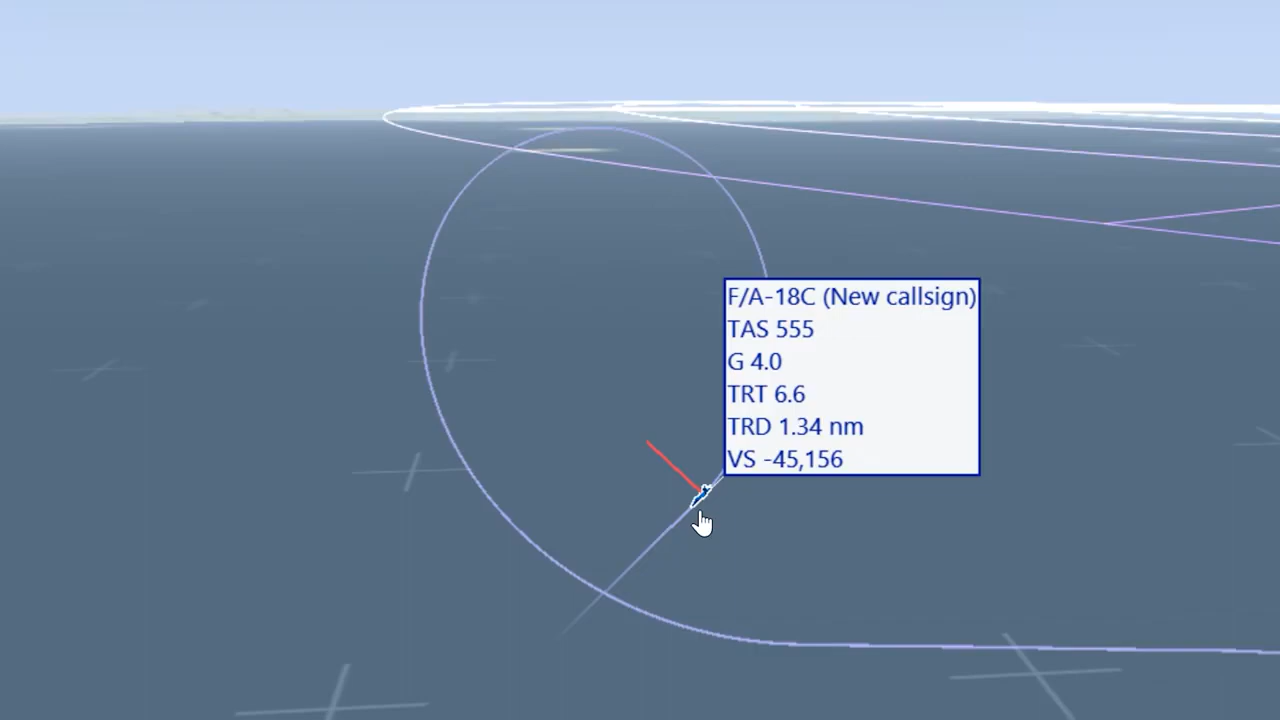 F/A-18C (New callsign)
TAS 555
G 4.0
TRT 6.6
TRD 1.34 nm
VS -45,156